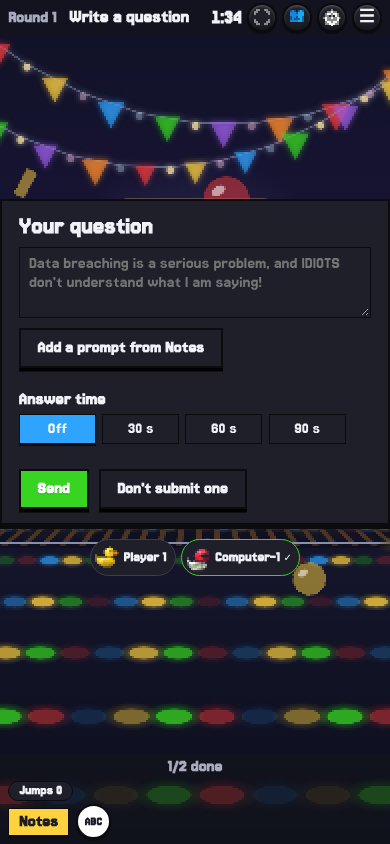 Round 1 Write a question 1:34
Your question
Data breaching is a serious problem, and IDIOTS
don't understand what I am saying!
Add a prompt from Notes
Answer time
Off 30 s 60 s 90 s
Send Don't submit one
Player 1 Computer-1 ✓
1/2 done
Jumps 0
Notes ABC